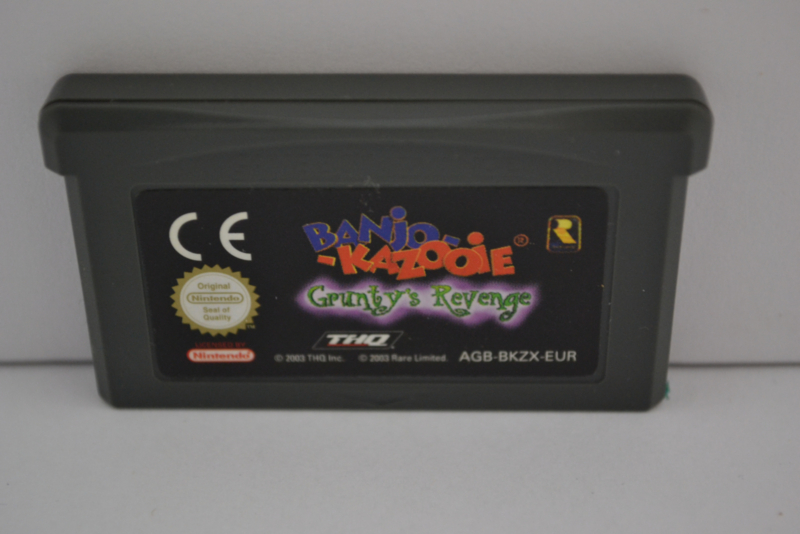 CE
BANJO-
-KAZOOIE®
Grunty's Revenge
R
Original
Nintendo
Seal of
Quality
TM
LICENSED BY
Nintendo
THQ
© 2003 THQ Inc. © 2003 Rare Limited. AGB-BKZX-EUR